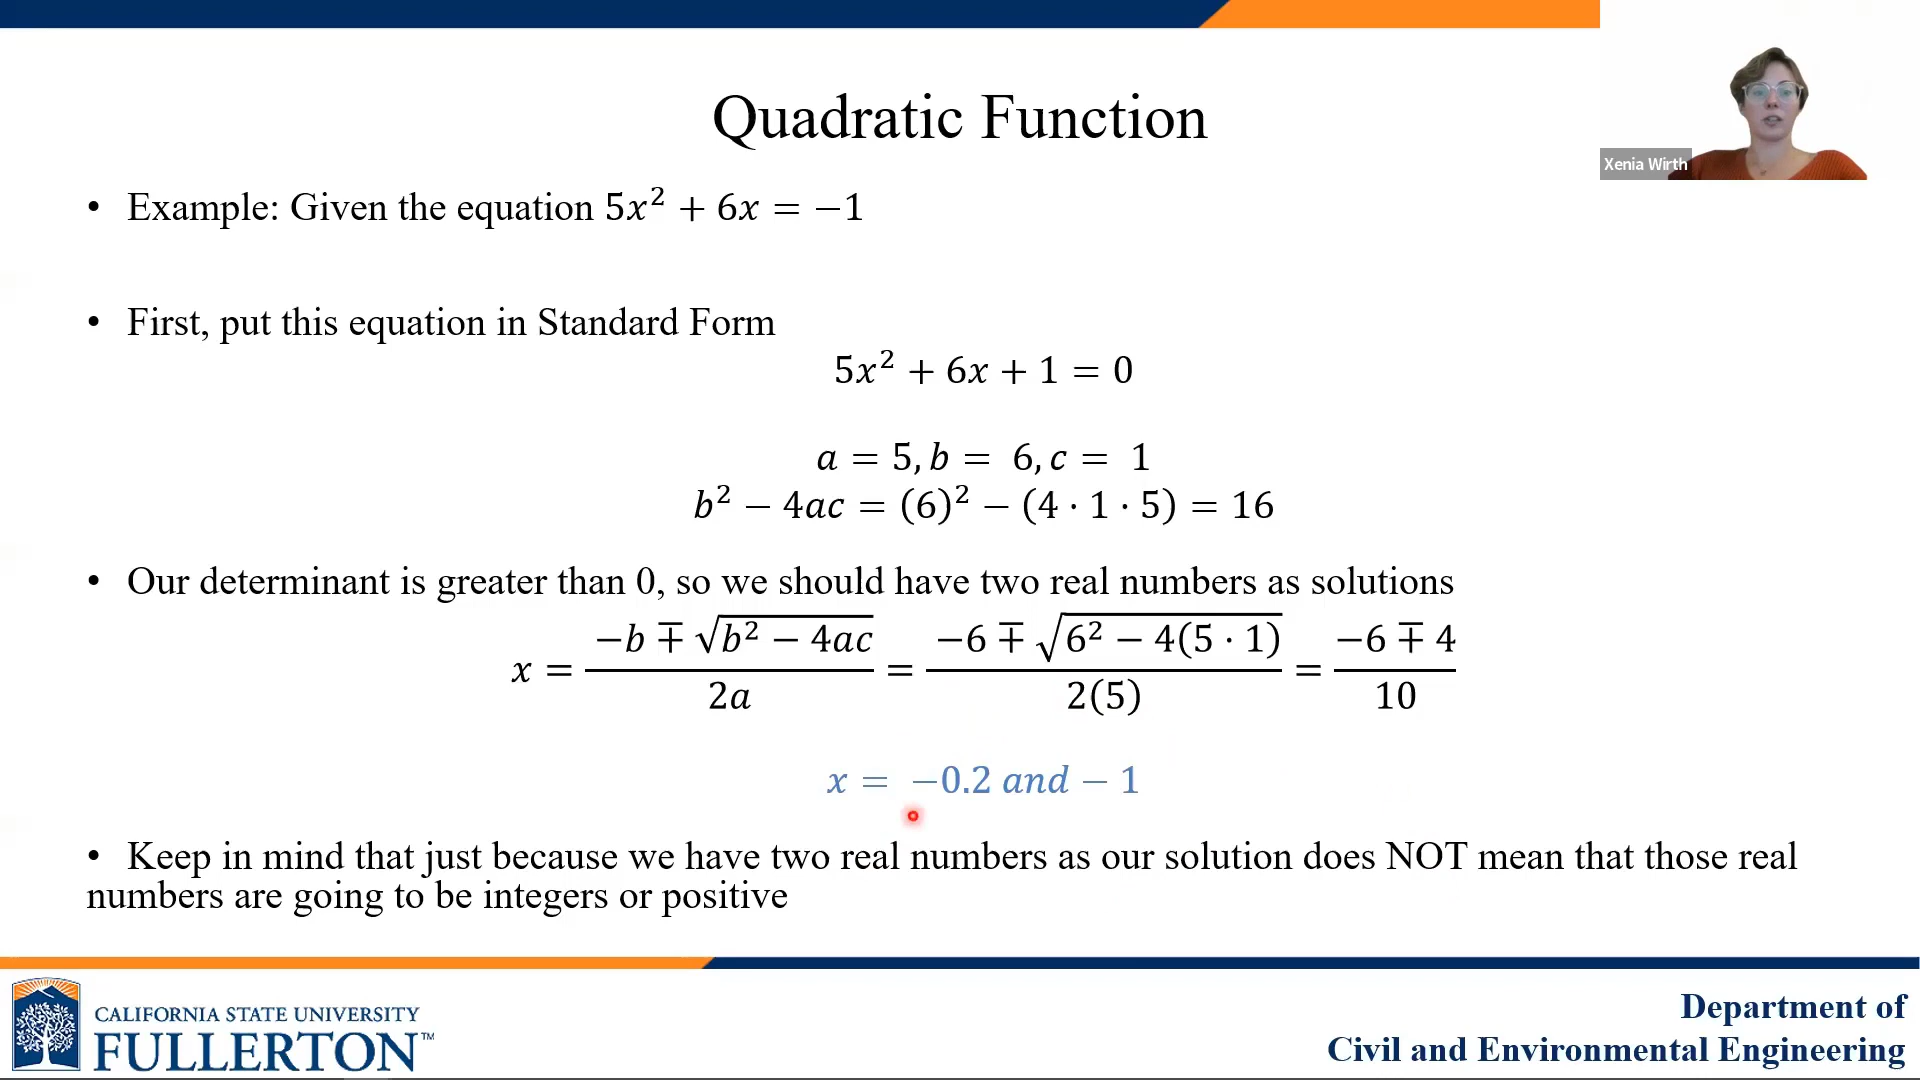 Quadratic Function
Xenia Wirth
• Example: Given the equation 5x² + 6x = −1
• First, put this equation in Standard Form
5x² + 6x + 1 = 0
a = 5, b = 6, c = 1
b² − 4ac = (6)² − (4 · 1 · 5) = 16
• Our determinant is greater than 0, so we should have two real numbers as solutions
x = (−b ∓ √(b² − 4ac))/(2a) = (−6 ∓ √(6² − 4(5 · 1)))/(2(5)) = (−6 ∓ 4)/10
x = −0.2 and − 1
• Keep in mind that just because we have two real numbers as our solution does NOT mean that those real
numbers are going to be integers or positive
CALIFORNIA STATE UNIVERSITY
FULLERTON™
Department of
Civil and Environmental Engineering